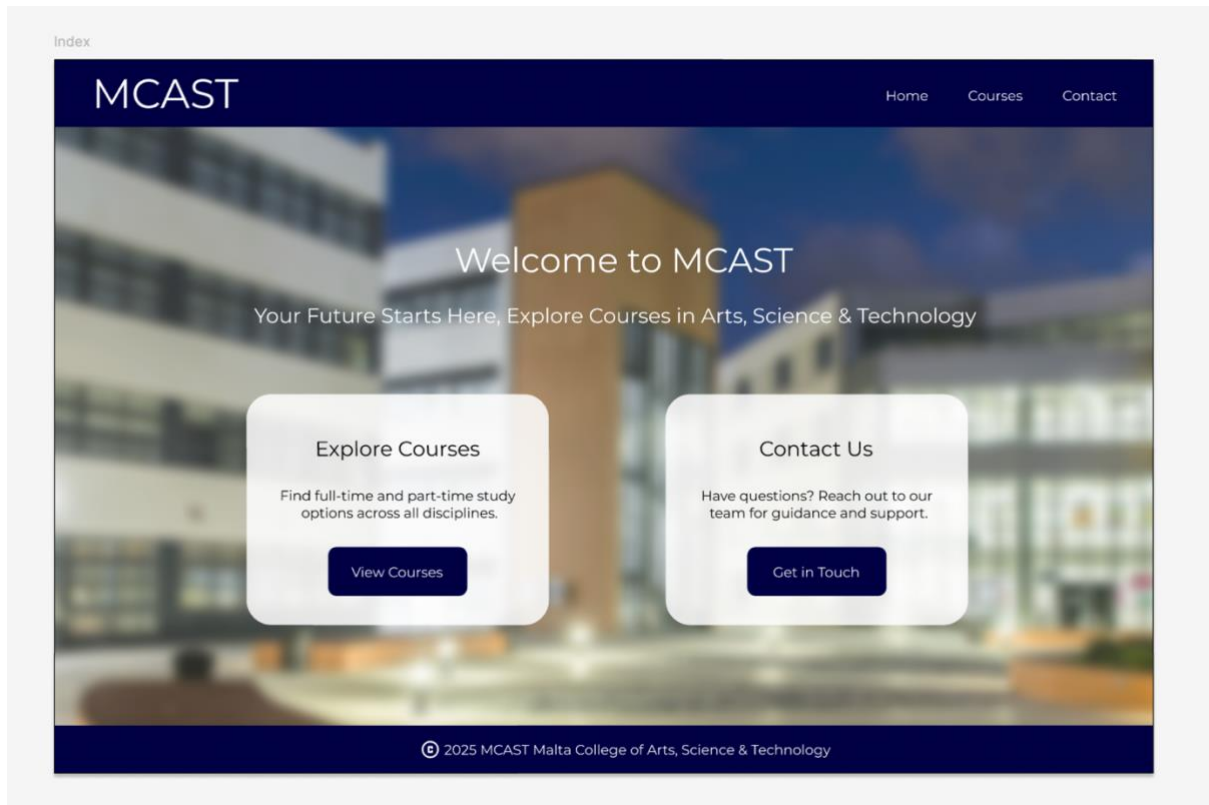 Index
MCAST
Home Courses Contact
Welcome to MCAST
Your Future Starts Here, Explore Courses in Arts, Science & Technology
Explore Courses
Find full-time and part-time study
options across all disciplines.
View Courses
Contact Us
Have questions? Reach out to our
team for guidance and support.
Get in Touch
© 2025 MCAST Malta College of Arts, Science & Technology